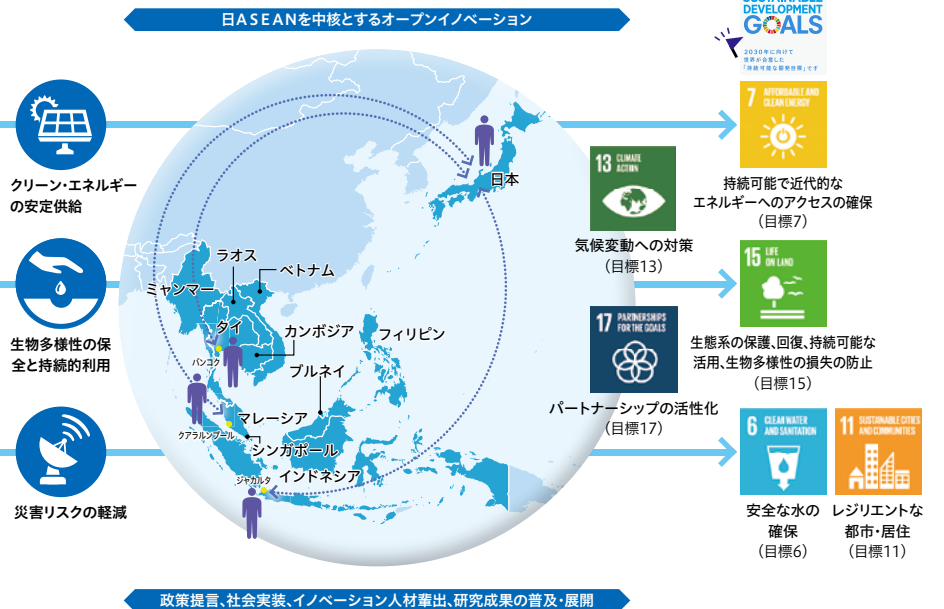 日ASEANを中核とするオープンイノベーション
SUSTAINABLE
DEVELOPMENT
GOALS
2030年に向けて
世界が合意した
「持続可能な開発目標」です
クリーン・エネルギー
の安定供給
生物多様性の保
全と持続的利用
災害リスクの軽減
日本
ラオス
ベトナム
ミャンマー
タイ
バンコク
カンボジア
フィリピン
ブルネイ
マレーシア
クアラルンプール
シンガポール
インドネシア
ジャカルタ
13 CLIMATE
ACTION
気候変動への対策
(目標13)
17 PARTNERSHIPS
FOR THE GOALS
パートナーシップの活性化
(目標17)
7 AFFORDABLE AND
CLEAN ENERGY
持続可能で近代的な
エネルギーへのアクセスの確保
(目標7)
15 LIFE
ON LAND
生態系の保護、回復、持続可能な
活用、生物多様性の損失の防止
(目標15)
6 CLEAN WATER
AND SANITATION
安全な水の
確保
(目標6)
11 SUSTAINABLE CITIES
AND COMMUNITIES
レジリエントな
都市・居住
(目標11)
政策提言、社会実装、イノベーション人材輩出、研究成果の普及・展開